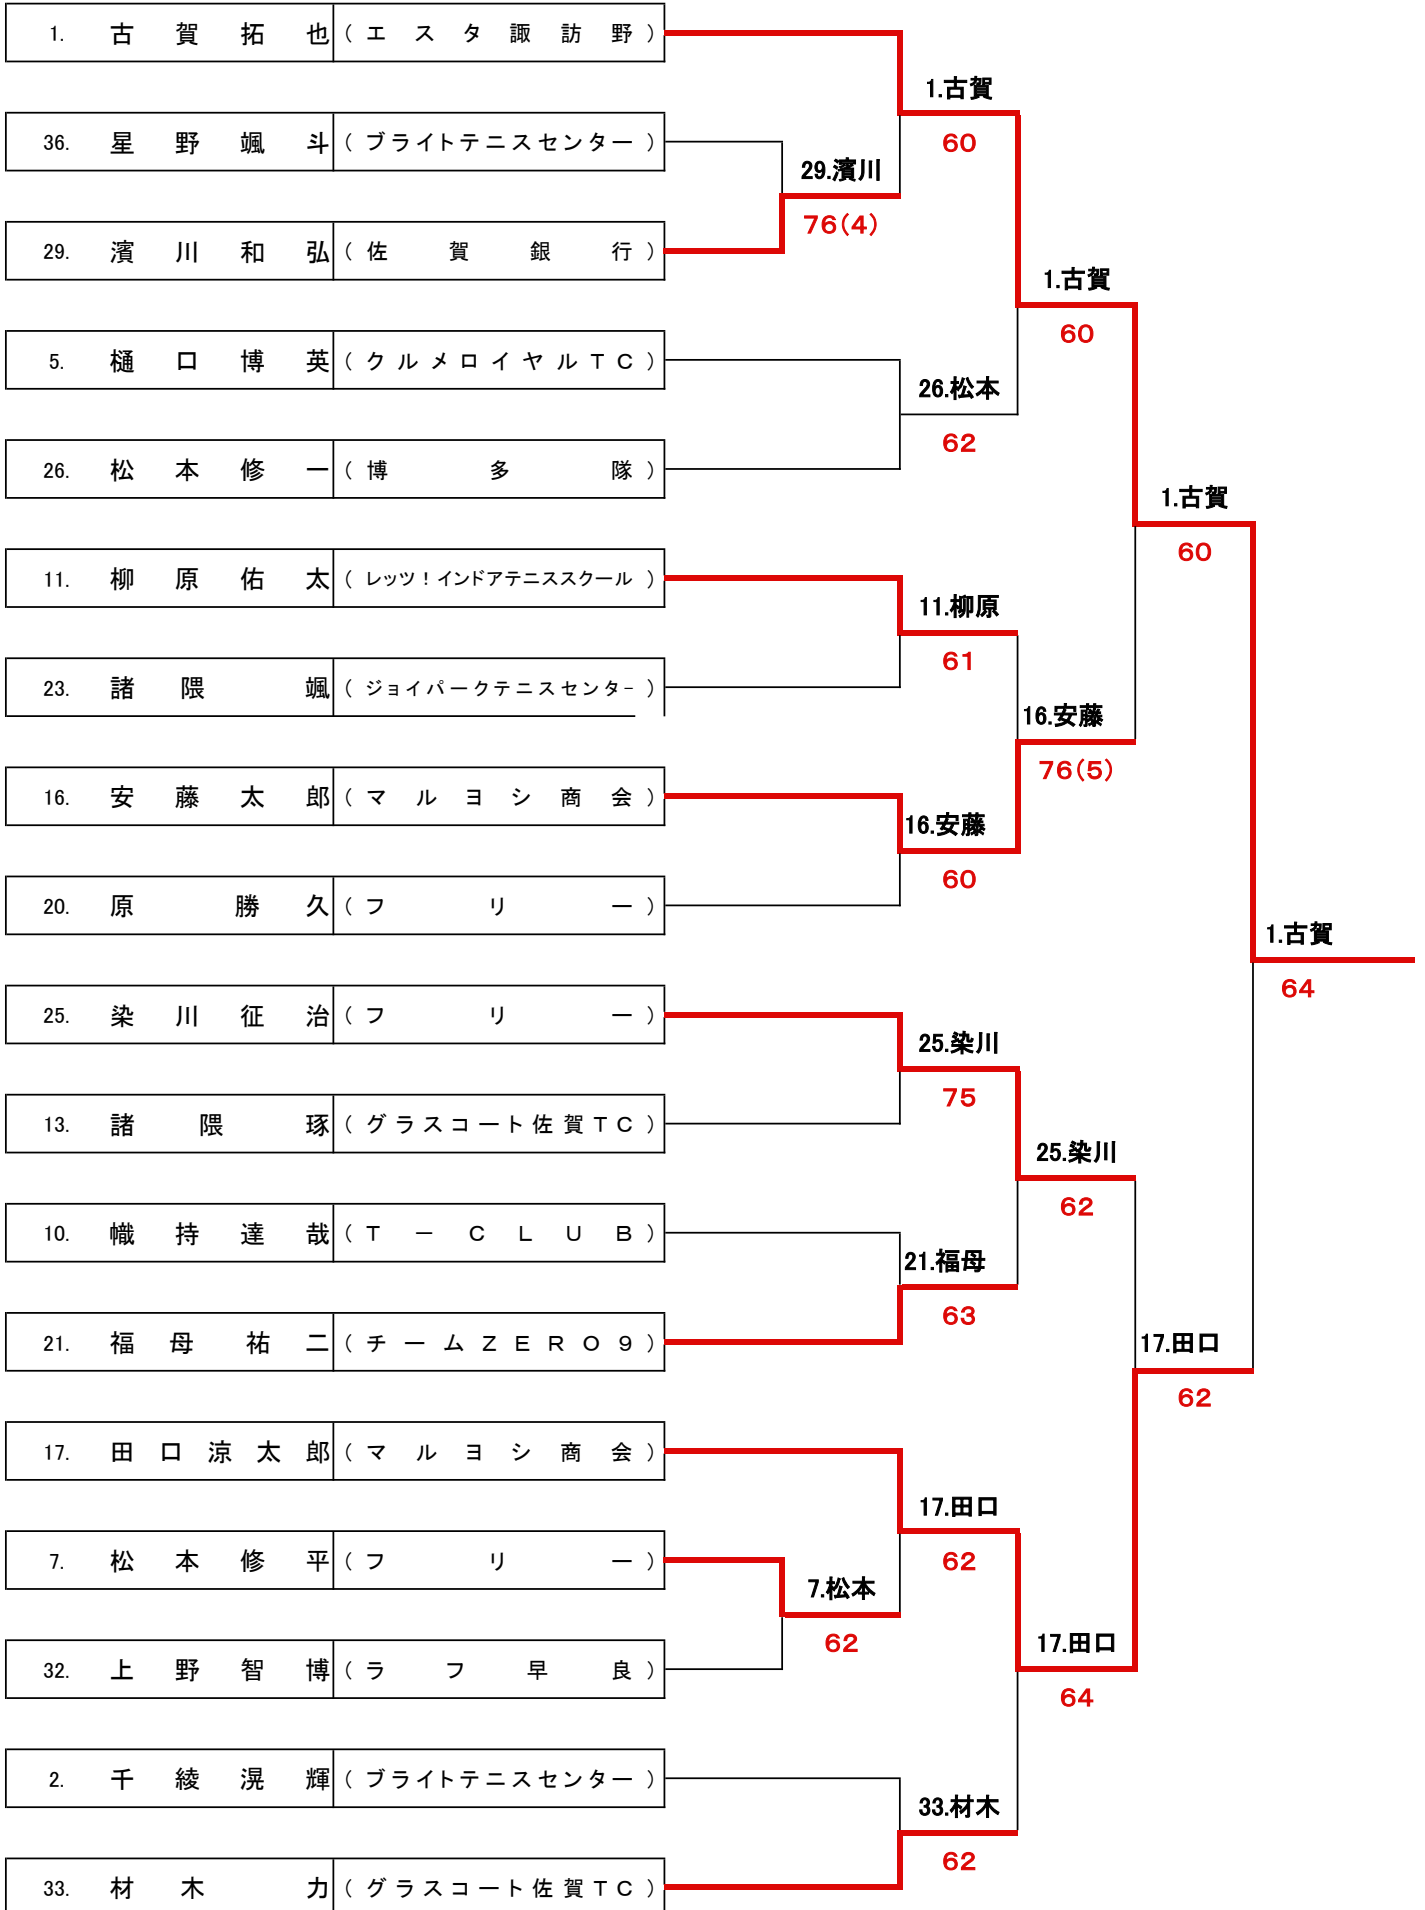 1. 古賀拓也 (エスタ諏訪野)
1.古賀
36. 星野颯斗 (ブライトテニスセンター)
60
29.濱川
76(4)
29. 濱川和弘 (佐賀銀行)
1.古賀
60
5. 樋口博英 (クルメロイヤルTC)
26.松本
62
26. 松本修一 (博多隊)
1.古賀
60
11. 柳原佑太 (レッツ！インドアテニススクール)
11.柳原
61
23. 諸隈颯 (ジョイパークテニスセンター)
16.安藤
76(5)
16. 安藤太郎 (マルヨシ商会)
16.安藤
60
20. 原勝久 (フリー)
1.古賀
64
25. 染川征治 (フリー)
25.染川
75
13. 諸隈琢 (グラスコート佐賀TC)
25.染川
62
10. 幟持達哉 (T－CLUB)
21.福母
63
21. 福母祐二 (チームZERO9)
17.田口
62
17. 田口涼太郎 (マルヨシ商会)
17.田口
62
7. 松本修平 (フリー)
7.松本
62
17.田口
64
32. 上野智博 (ラフ早良)
2. 千綾滉輝 (ブライトテニスセンター)
33.材木
62
33. 材木力 (グラスコート佐賀TC)